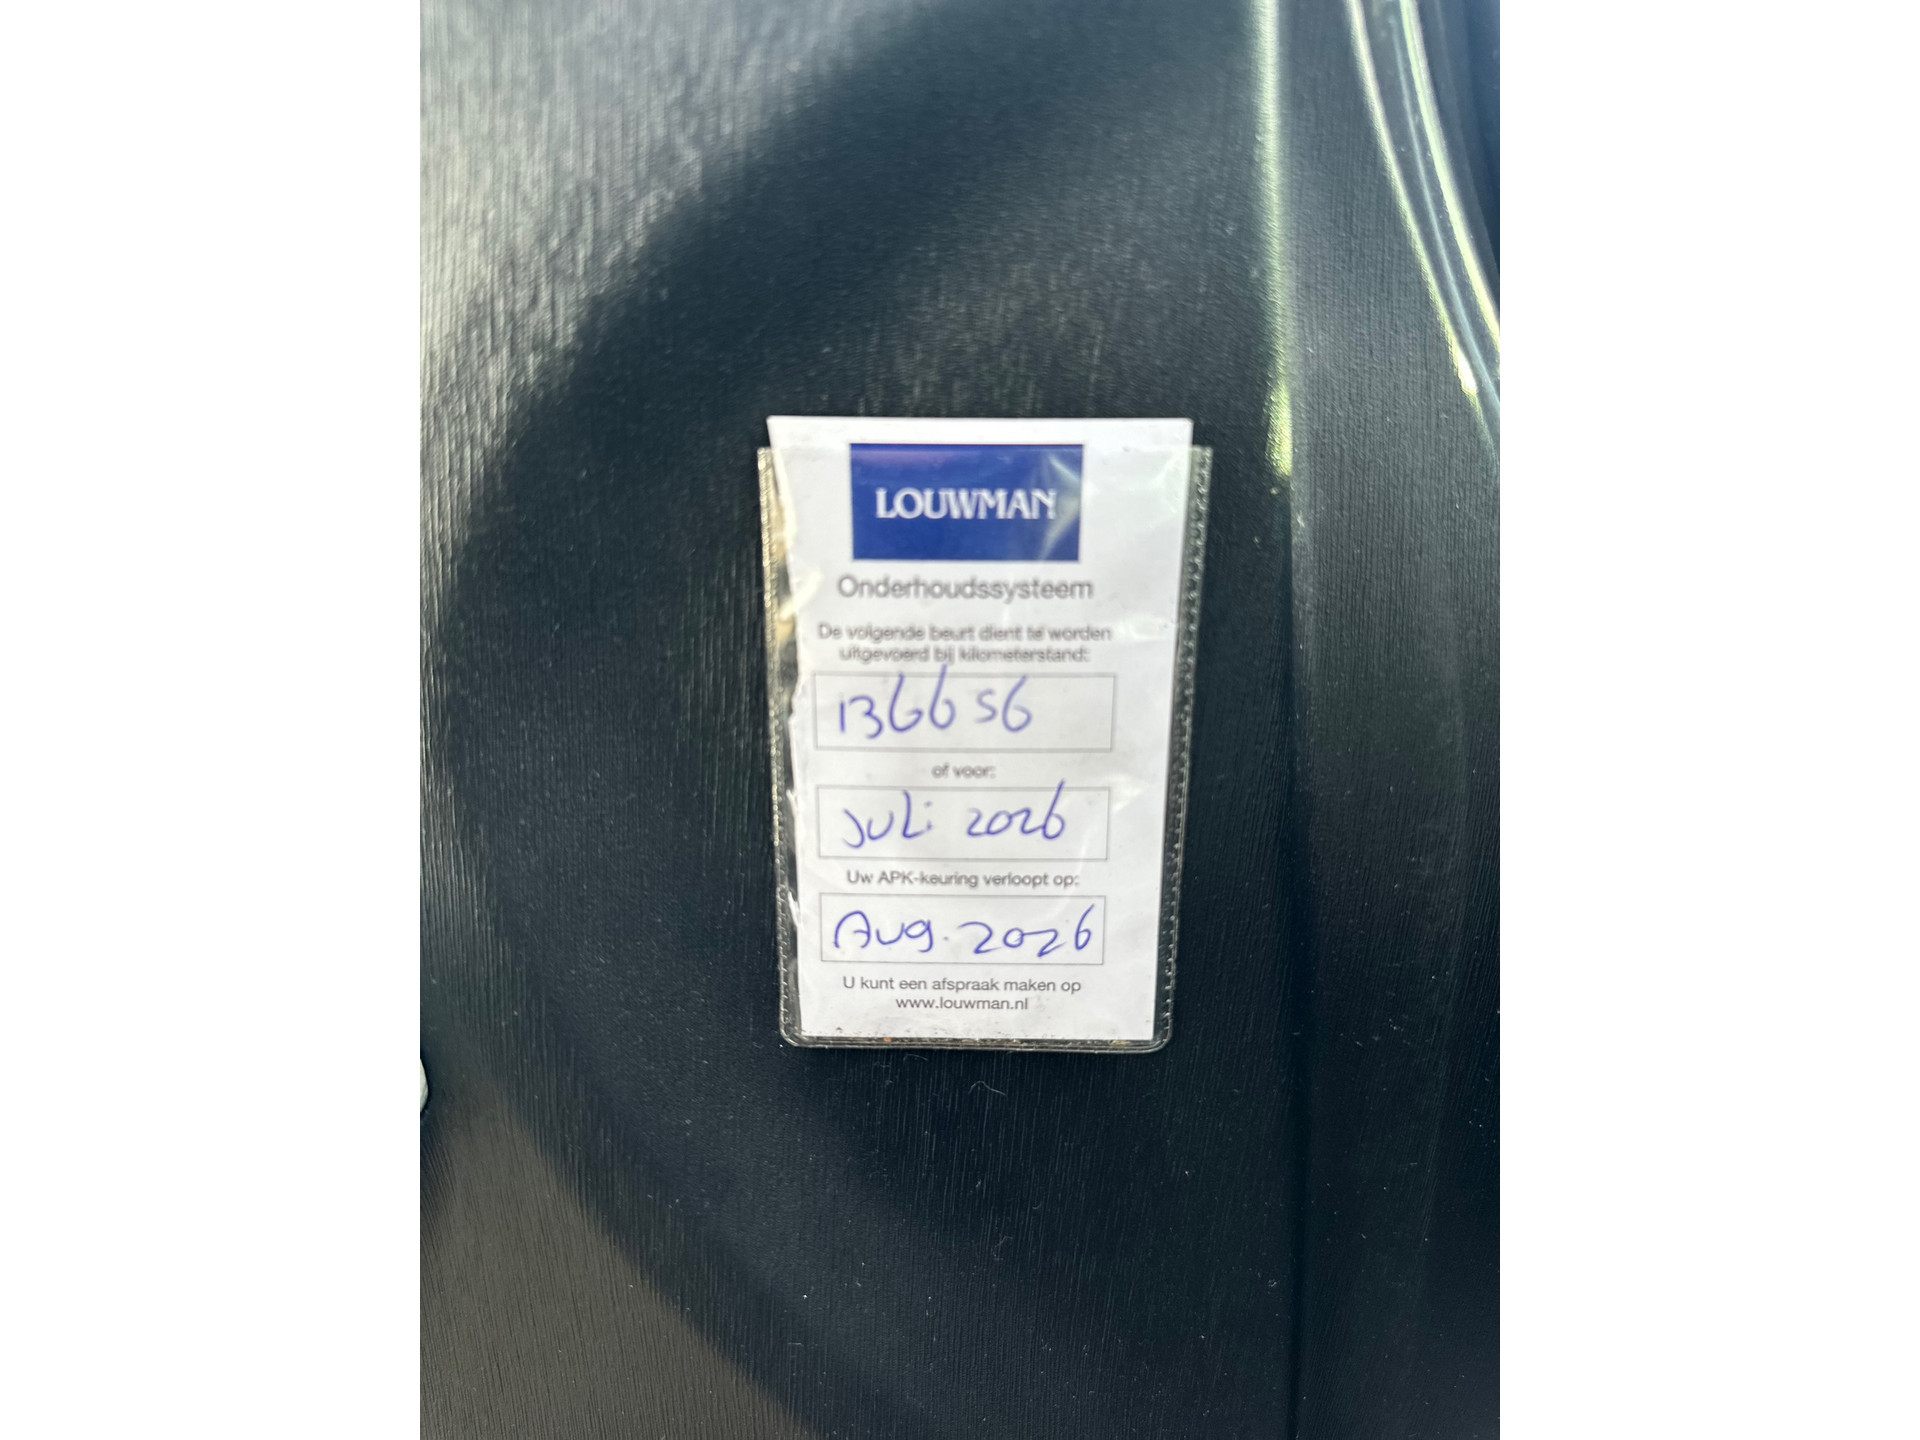 LOUWMAN
Onderhoudssysteem
De volgende beurt dient te worden
uitgevoerd bij kilometerstand:
136656
of voor:
Juli 2026
Uw APK-keuring verloopt op:
Aug. 2026
U kunt een afspraak maken op
www.louwman.nl